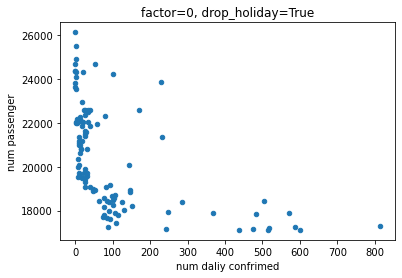 factor=0, drop_holiday=True
num passenger
26000
24000
22000
20000
18000
0 100 200 300 400 500 600 700 800
num daliy confrimed